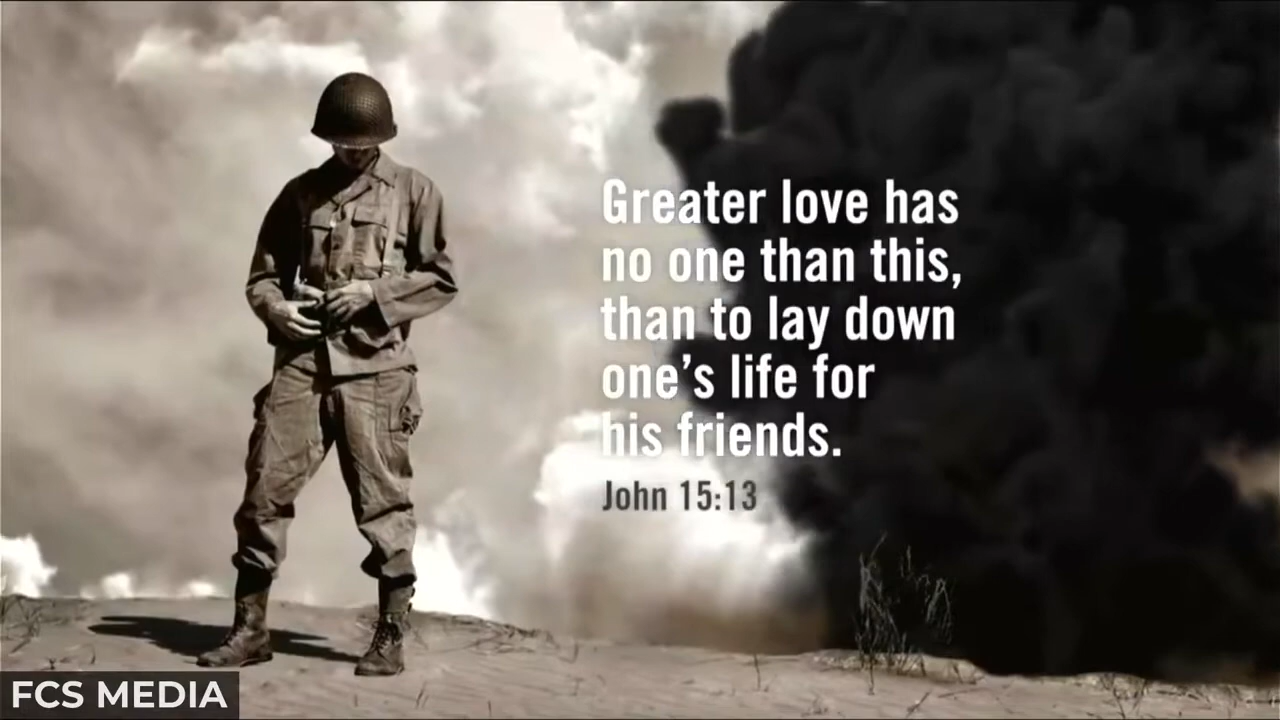 Greater love has
no one than this,
than to lay down
one’s life for
his friends.
John 15:13
FCS MEDIA